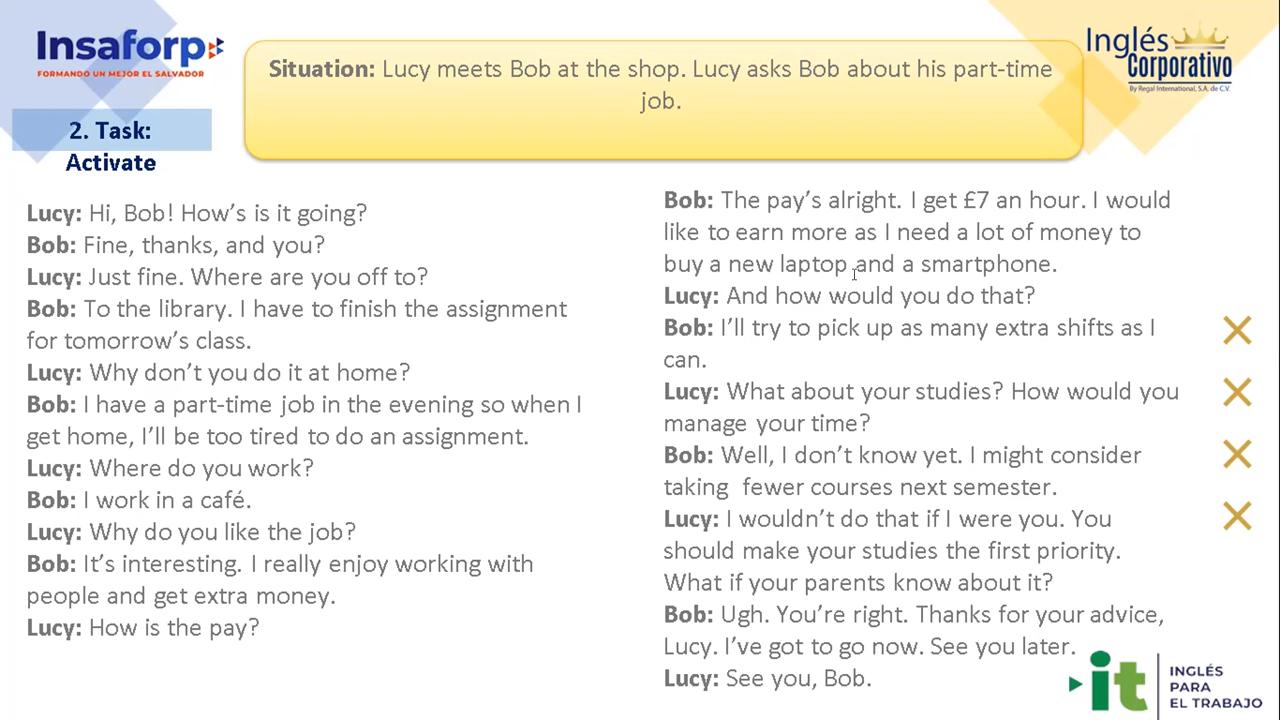 Insaforp
FORMANDO UN MEJOR EL SALVADOR
Situation: Lucy meets Bob at the shop. Lucy asks Bob about his part-time
job.
Inglés
Corporativo
By Regal International, S.A. de C.V.
2. Task:
Activate
Lucy: Hi, Bob! How's is it going?
Bob: Fine, thanks, and you?
Lucy: Just fine. Where are you off to?
Bob: To the library. I have to finish the assignment
for tomorrow's class.
Lucy: Why don't you do it at home?
Bob: I have a part-time job in the evening so when I
get home, I'll be too tired to do an assignment.
Lucy: Where do you work?
Bob: I work in a café.
Lucy: Why do you like the job?
Bob: It's interesting. I really enjoy working with
people and get extra money.
Lucy: How is the pay?
Bob: The pay's alright. I get £7 an hour. I would
like to earn more as I need a lot of money to
buy a new laptop and a smartphone.
Lucy: And how would you do that?
Bob: I'll try to pick up as many extra shifts as I
can.
Lucy: What about your studies? How would you
manage your time?
Bob: Well, I don't know yet. I might consider
taking  fewer courses next semester.
Lucy: I wouldn't do that if I were you. You
should make your studies the first priority.
What if your parents know about it?
Bob: Ugh. You're right. Thanks for your advice,
Lucy. I've got to go now. See you later.
Lucy: See you, Bob.
it
INGLÉS
PARA
EL TRABAJO